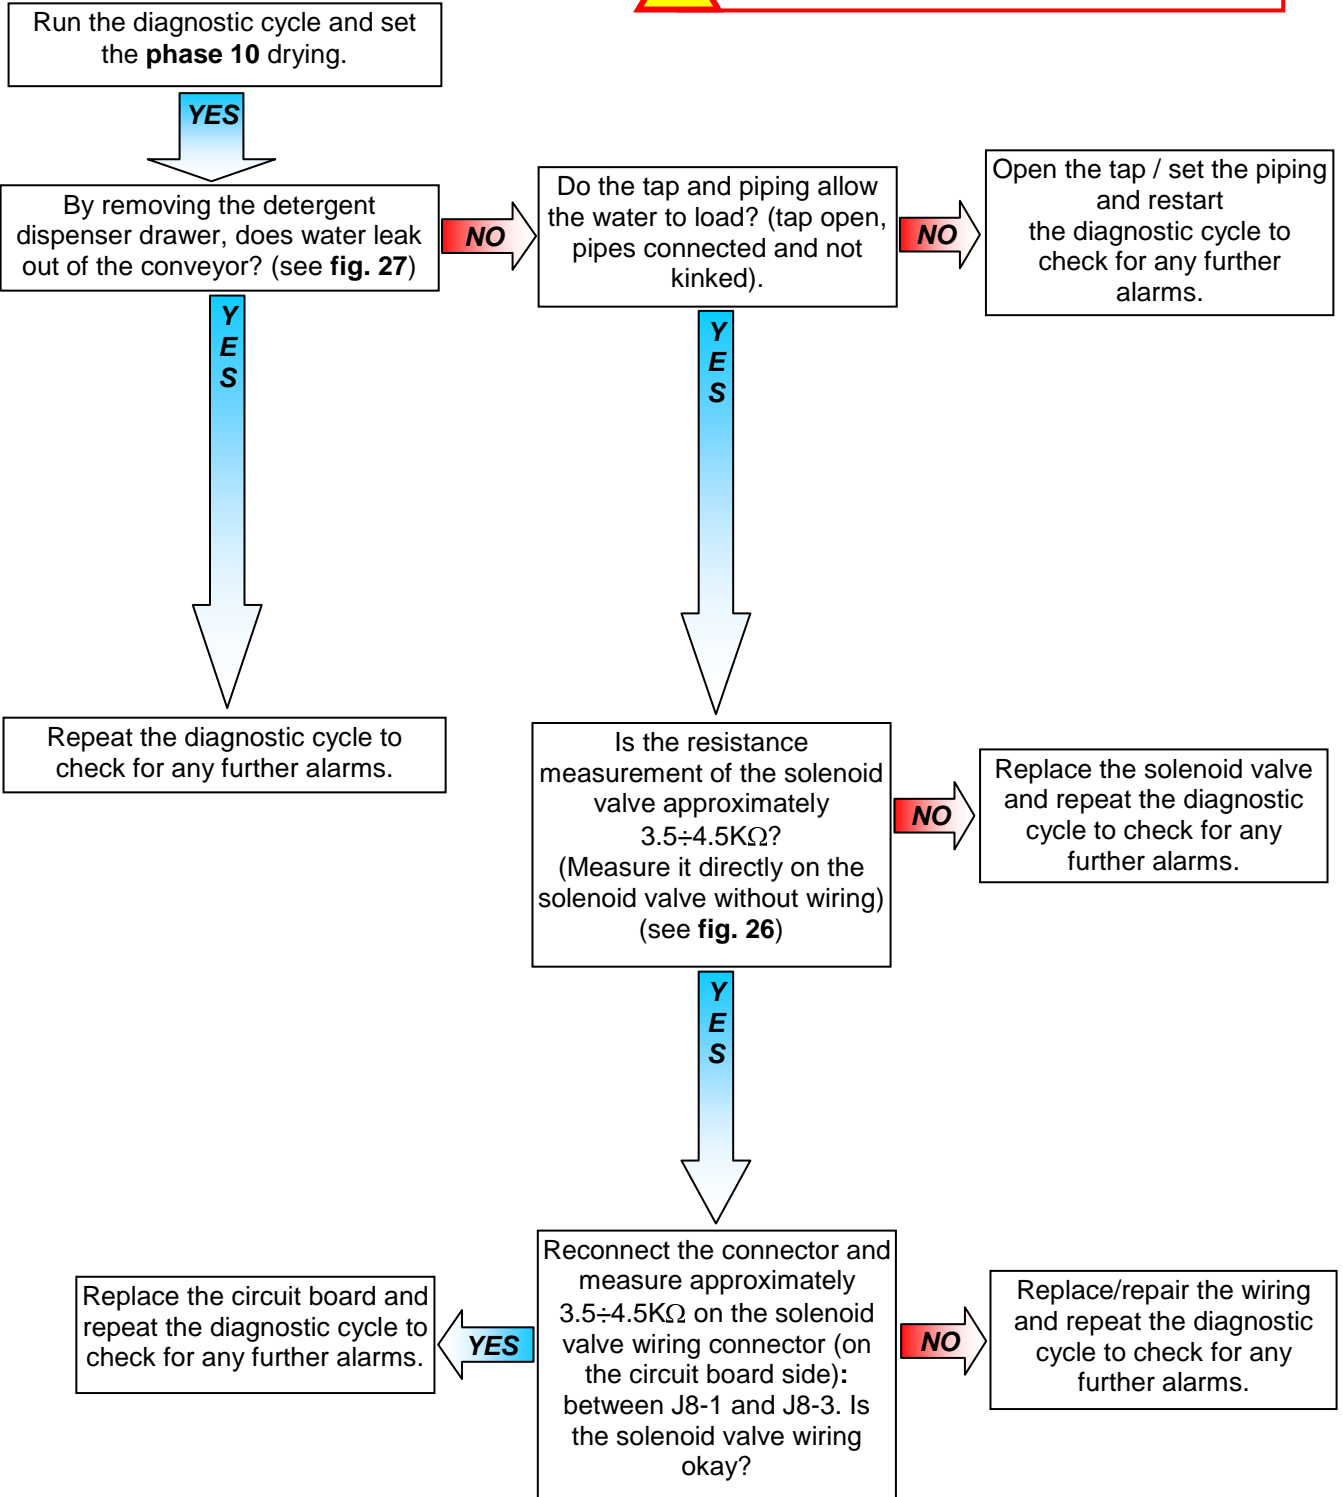 Run the diagnostic cycle and set
the phase 10 drying.
YES
By removing the detergent
dispenser drawer, does water leak
out of the conveyor? (see fig. 27)
NO
Do the tap and piping allow
the water to load? (tap open,
pipes connected and not
kinked).
NO
Open the tap / set the piping
and restart
the diagnostic cycle to
check for any further
alarms.
Y
E
S
Y
E
S
Repeat the diagnostic cycle to
check for any further alarms.
Is the resistance
measurement of the solenoid
valve approximately
3.5÷4.5KΩ?
(Measure it directly on the
solenoid valve without wiring)
(see fig. 26)
NO
Replace the solenoid valve
and repeat the diagnostic
cycle to check for any
further alarms.
Y
E
S
Replace the circuit board and
repeat the diagnostic cycle to
check for any further alarms.
YES
Reconnect the connector and
measure approximately
3.5÷4.5KΩ on the solenoid
valve wiring connector (on
the circuit board side):
between J8-1 and J8-3. Is
the solenoid valve wiring
okay?
NO
Replace/repair the wiring
and repeat the diagnostic
cycle to check for any
further alarms.